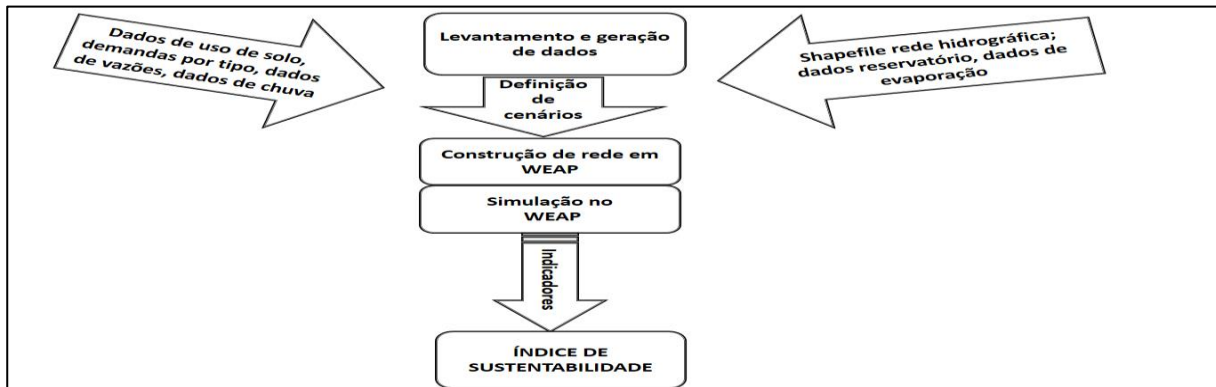 Dados de uso de solo,
demandas por tipo, dados
de vazões, dados de chuva
Levantamento e geração
de dados
Shapefile rede hidrográfica;
dados reservatório, dados de
evaporação
Definição
de
cenários
Construção de rede em
WEAP
Simulação no
WEAP
Indicadores
ÍNDICE DE
SUSTENTABILIDADE